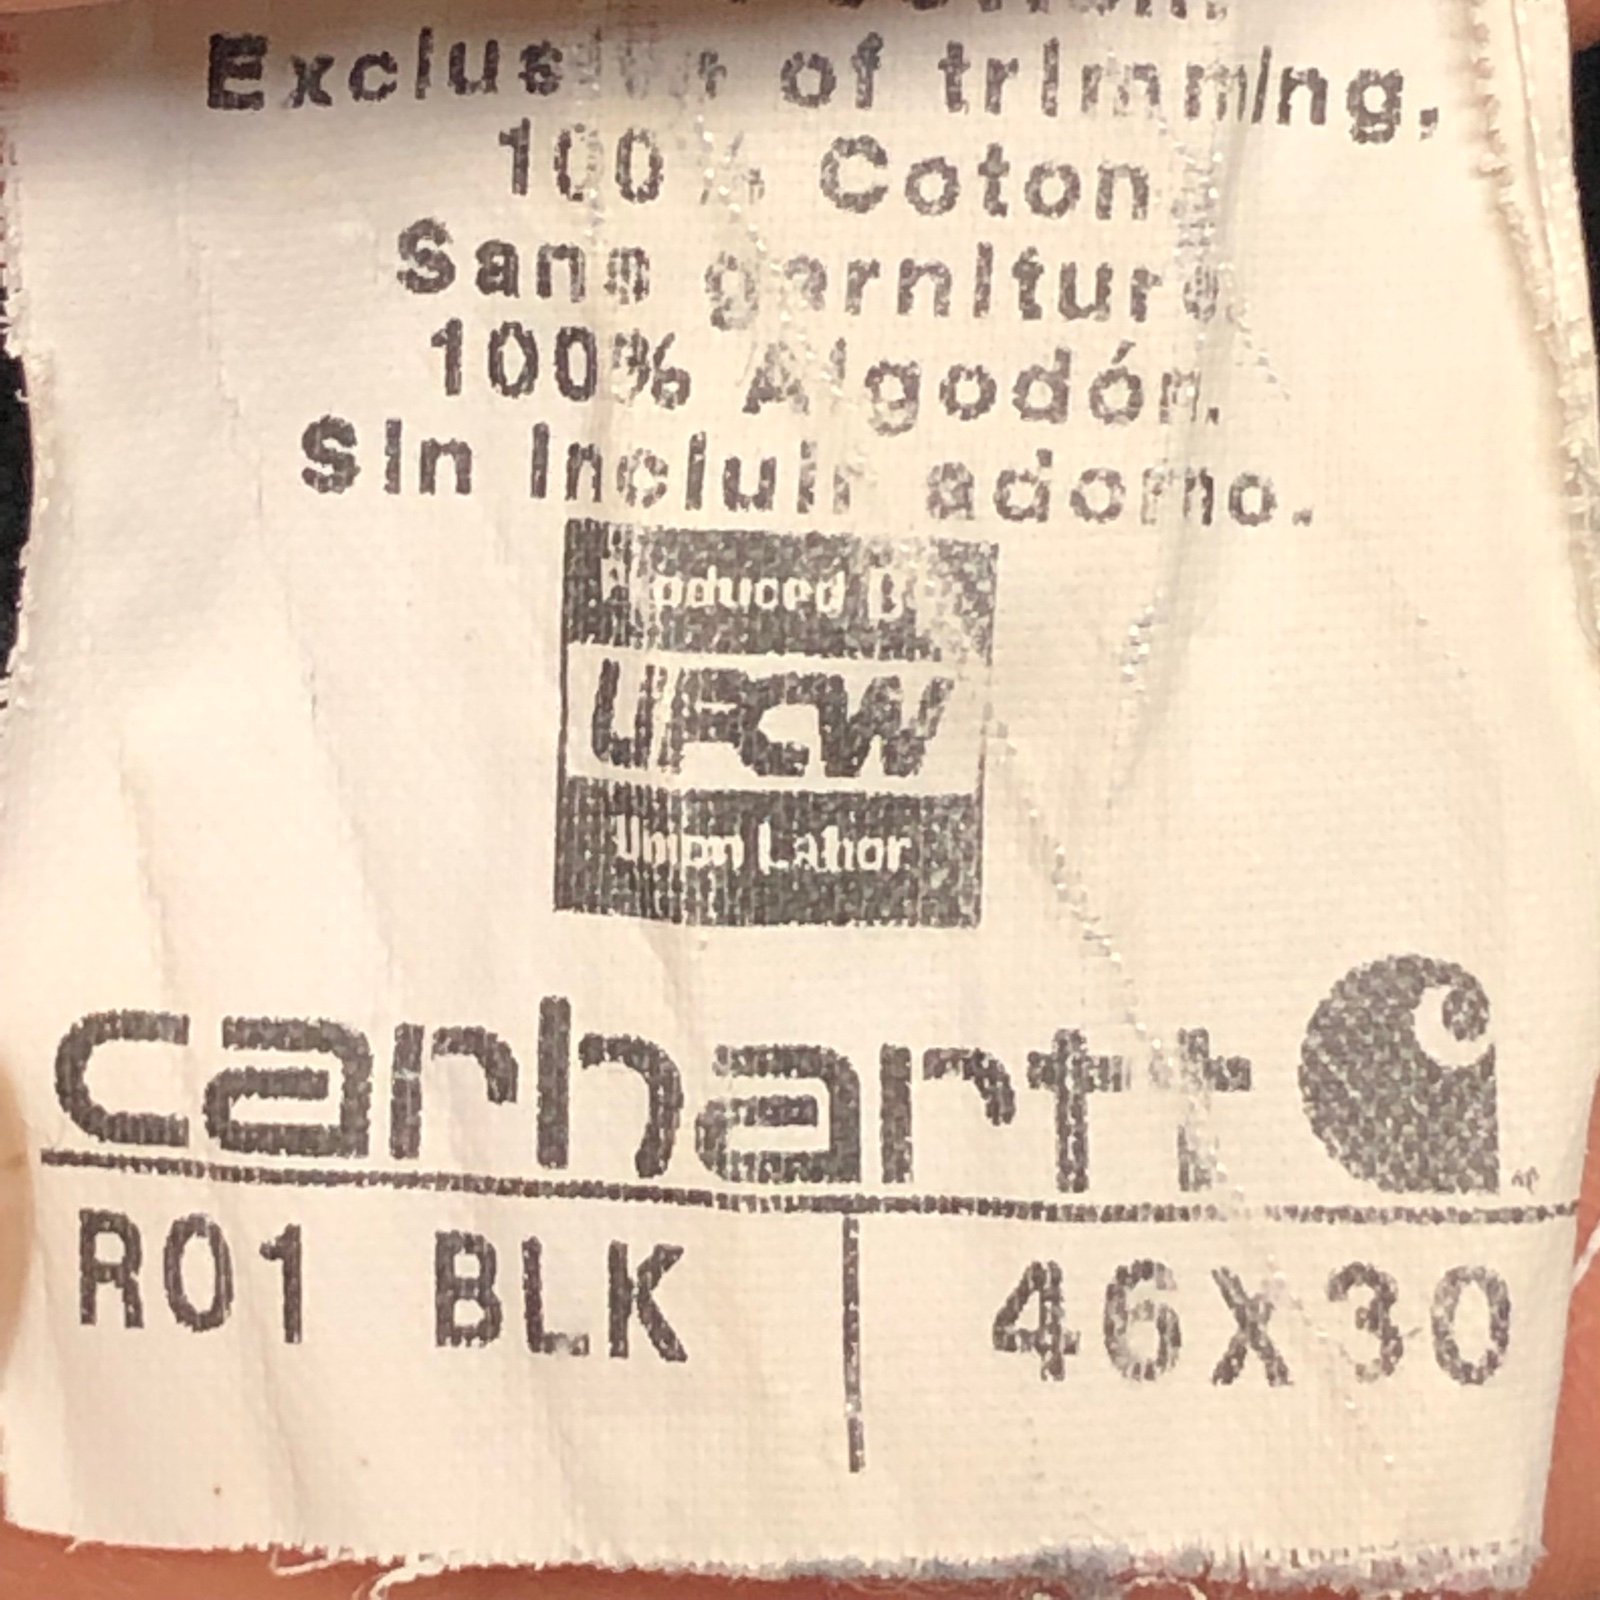 Exclusive of trimming,
100% Coton
Sans garniture.
100% Algodón.
Sin incluir adorno.
Produced By
UFCW
Union Labor
carhartt
R01 BLK 46X30